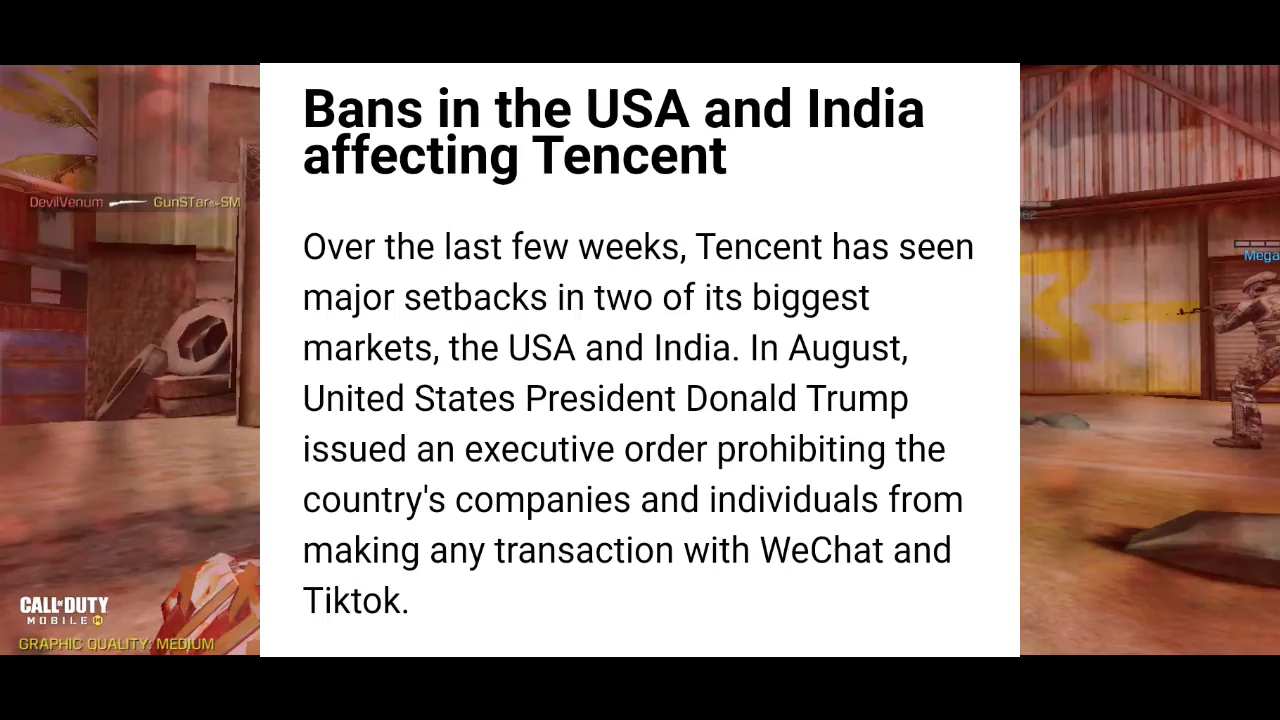 Bans in the USA and India
affecting Tencent
DevilVenum GunSTar
Over the last few weeks, Tencent has seen
major setbacks in two of its biggest
markets, the USA and India. In August,
United States President Donald Trump
issued an executive order prohibiting the
country's companies and individuals from
making any transaction with WeChat and
Tiktok.
Mega
CALL OF DUTY
MOBILE
GRAPHIC QUALITY: MEDIUM